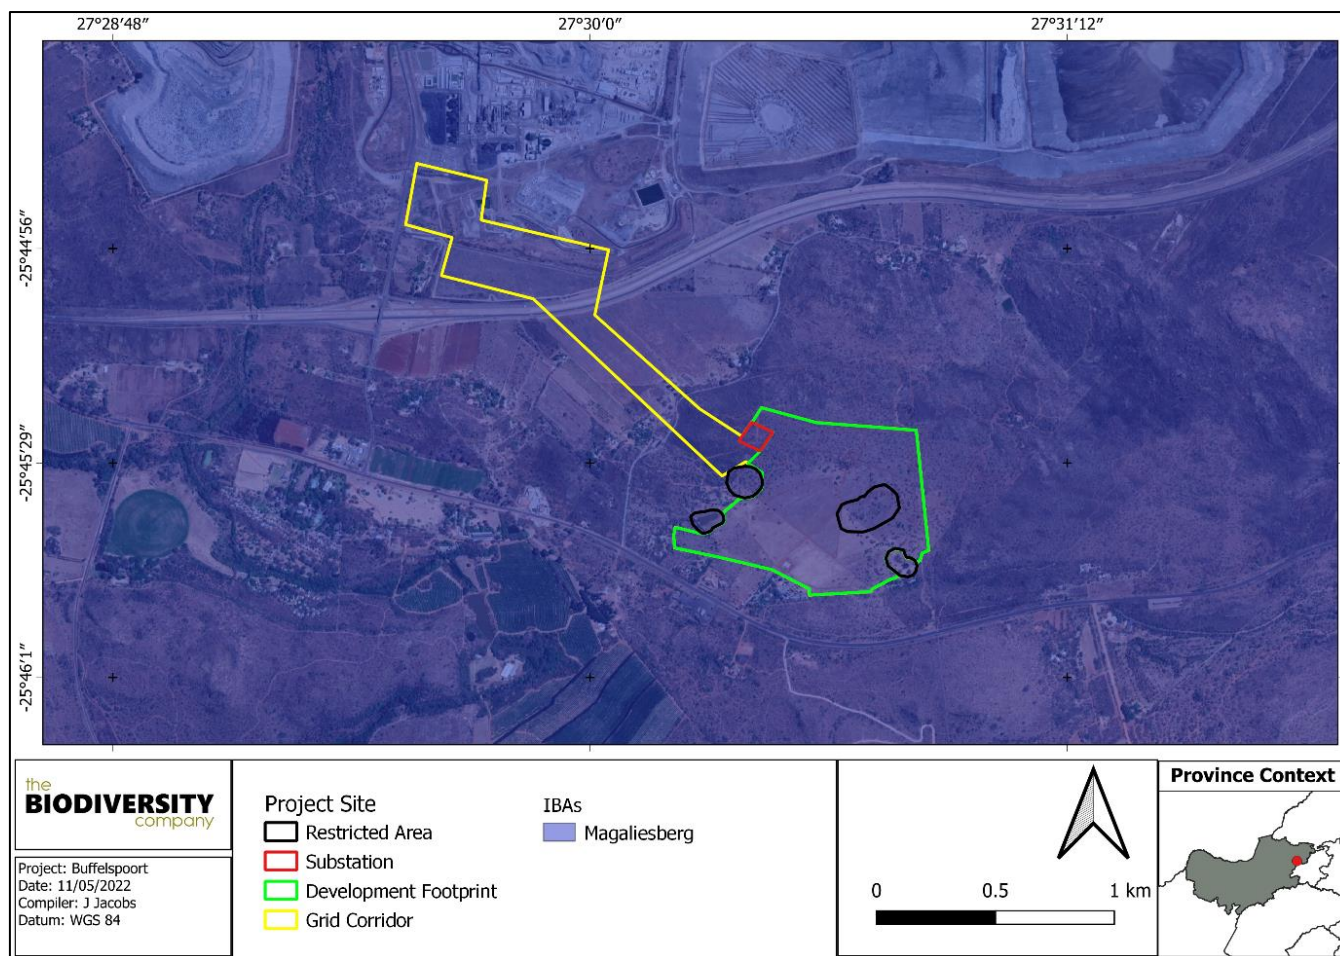 27°28′48″
27°30′0″
27°31′12″
-25°44′56″
-25°45′29″
-25°46′1″
the
BIODIVERSITY
company
Project: Buffelspoort
Date: 11/05/2022
Compiler: J Jacobs
Datum: WGS 84
Project Site
Restricted Area
Substation
Development Footprint
Grid Corridor
IBAs
Magaliesberg
0 0.5 1 km
Province Context